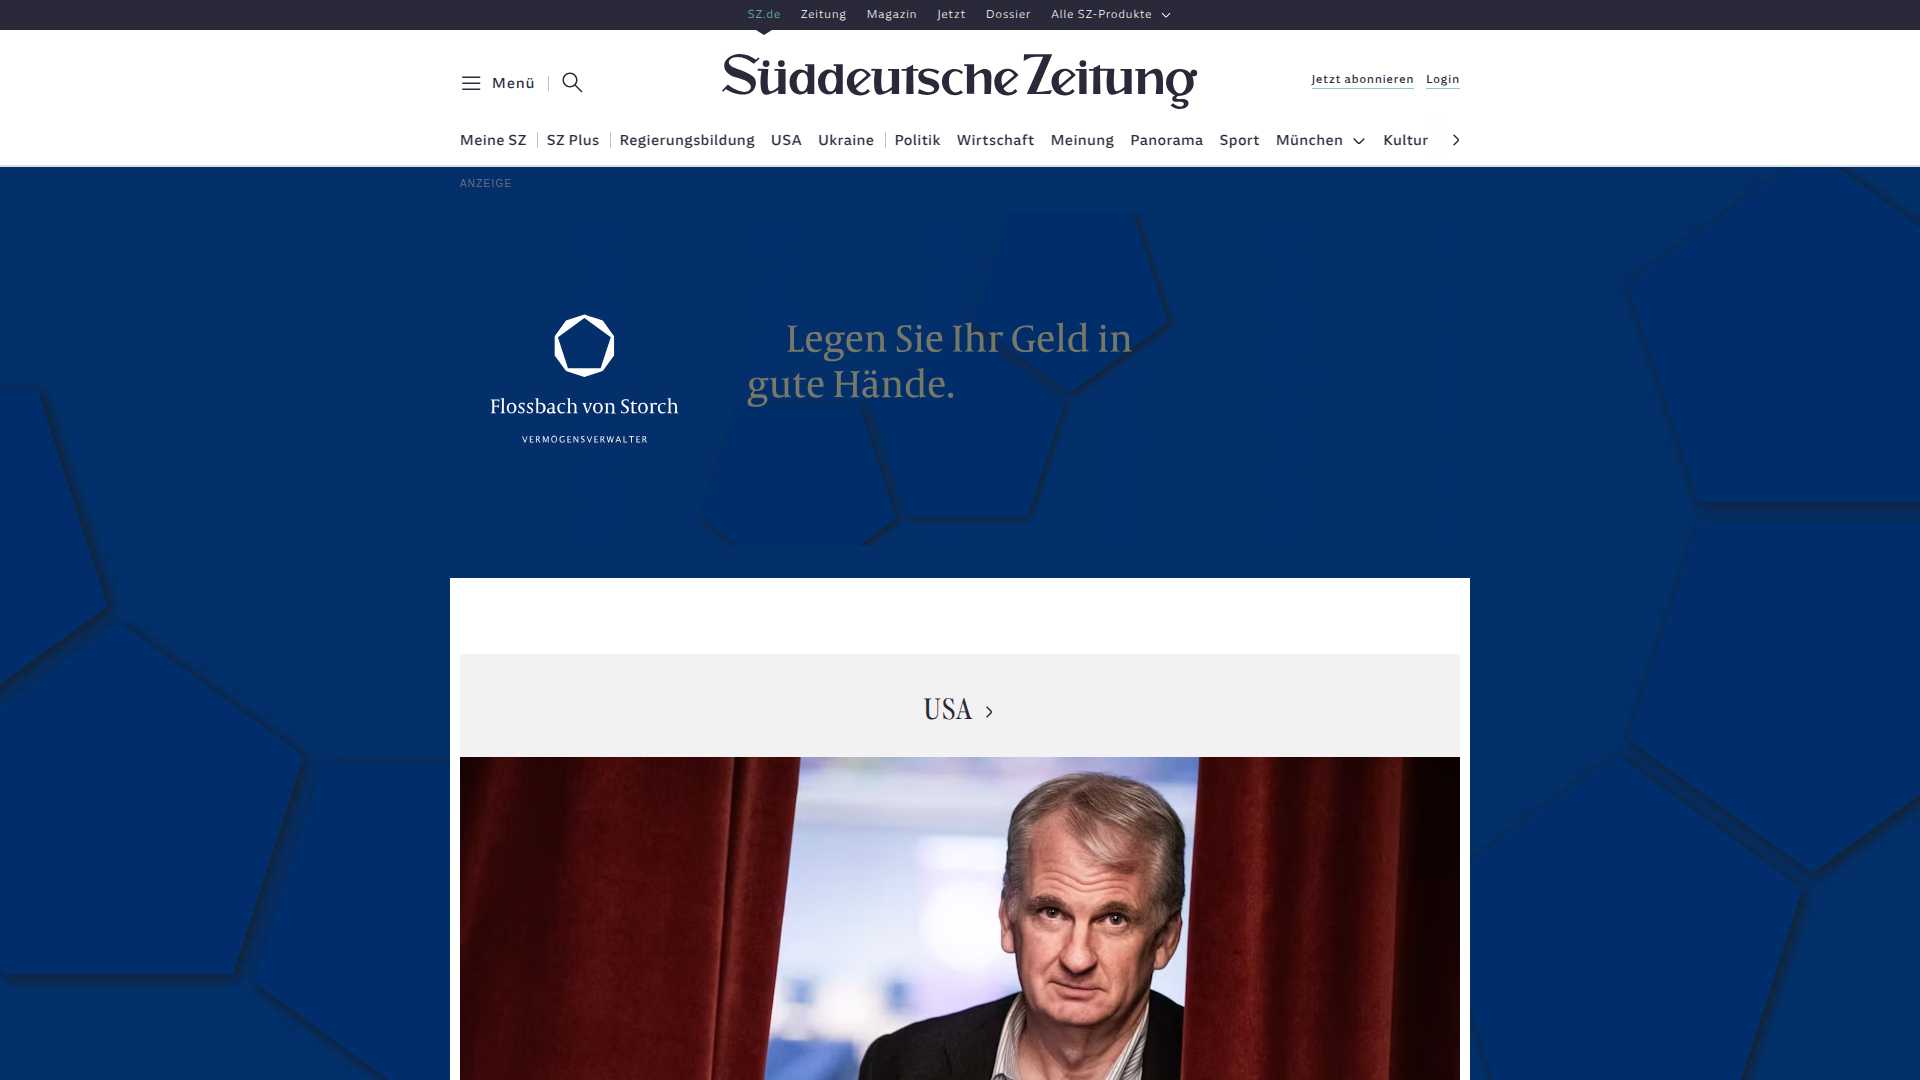 SZ.de Zeitung Magazin Jetzt Dossier Alle SZ-Produkte
Menü
Süddeutsche Zeitung
Jetzt abonnieren Login
Meine SZ SZ Plus Regierungsbildung USA Ukraine Politik Wirtschaft Meinung Panorama Sport München Kultur
ANZEIGE
Flossbach von Storch
VERMÖGENSVERWALTER
Legen Sie Ihr Geld in
gute Hände.
USA